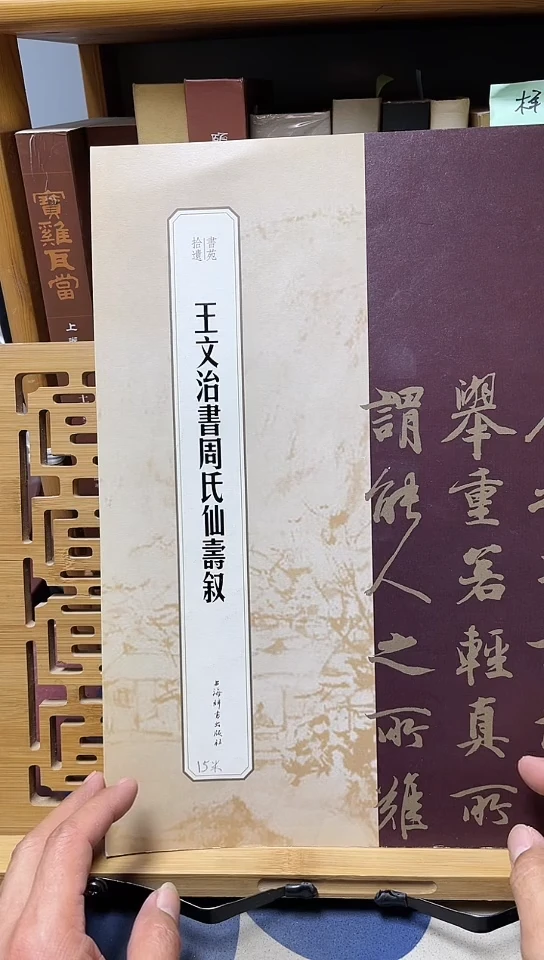 書苑
拾遺
王文治書周氏仙壽叙
上海辭書出版社
15米
舉重若輕真所
謂能人之所難
寶雞瓦當
上
样